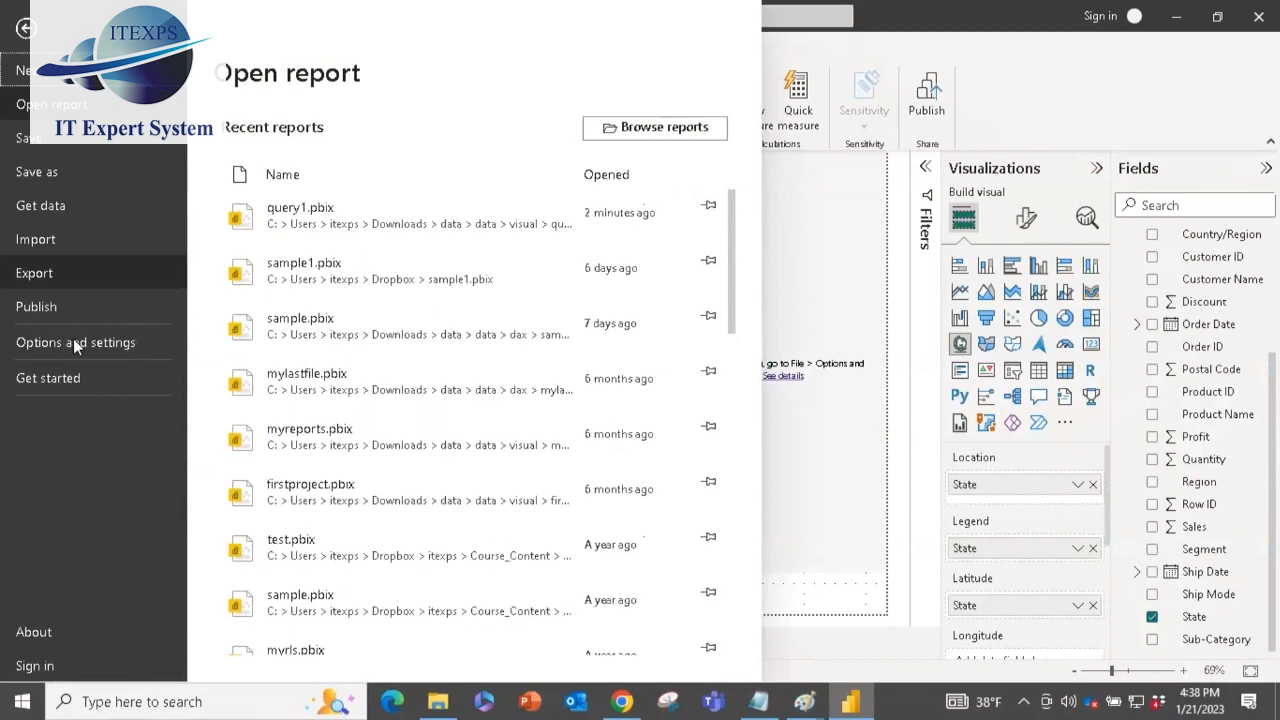 ITEXPS
IT Expert System
Open report
Save as
Get data
Import
Export
Publish
Options and settings
Get started
About
Sign in
Open report
Recent reports
Browse reports
Name
Opened
query1.pbix
C: > Users > itexps > Downloads > data > data > visual > qu...
2 minutes ago
sample1.pbix
C: > Users > itexps > Dropbox > sample1.pbix
6 days ago
sample.pbix
C: > Users > itexps > Downloads > data > data > dax > sam...
7 days ago
mylastfile.pbix
C: > Users > itexps > Downloads > data > data > dax > myla...
6 months ago
myreports.pbix
C: > Users > itexps > Downloads > data > data > visual > m...
6 months ago
firstproject.pbix
C: > Users > itexps > Downloads > data > data > visual > fir...
6 months ago
test.pbix
C: > Users > itexps > Dropbox > itexps > Course_Content > ...
A year ago
sample.pbix
C: > Users > itexps > Dropbox > itexps > Course_Content > ...
A year ago
myrls.pbix
A year ago
Sign in
Quick
measure
Sensitivity
Publish
Sensitivity
Share
, go to File > Options and
See details
Filters
Visualizations
Build visual
Location
State
Legend
State
Latitude
State
Longitude
Fields
Search
Country/Region
Customer ID
Customer Name
Discount
Order Date
Order ID
Postal Code
Product ID
Product Name
Profit
Quantity
Region
Row ID
Sales
Segment
Ship Date
Ship Mode
State
Sub-Category
69%
Type here to search
38°F
4:38 PM
1/21/2023